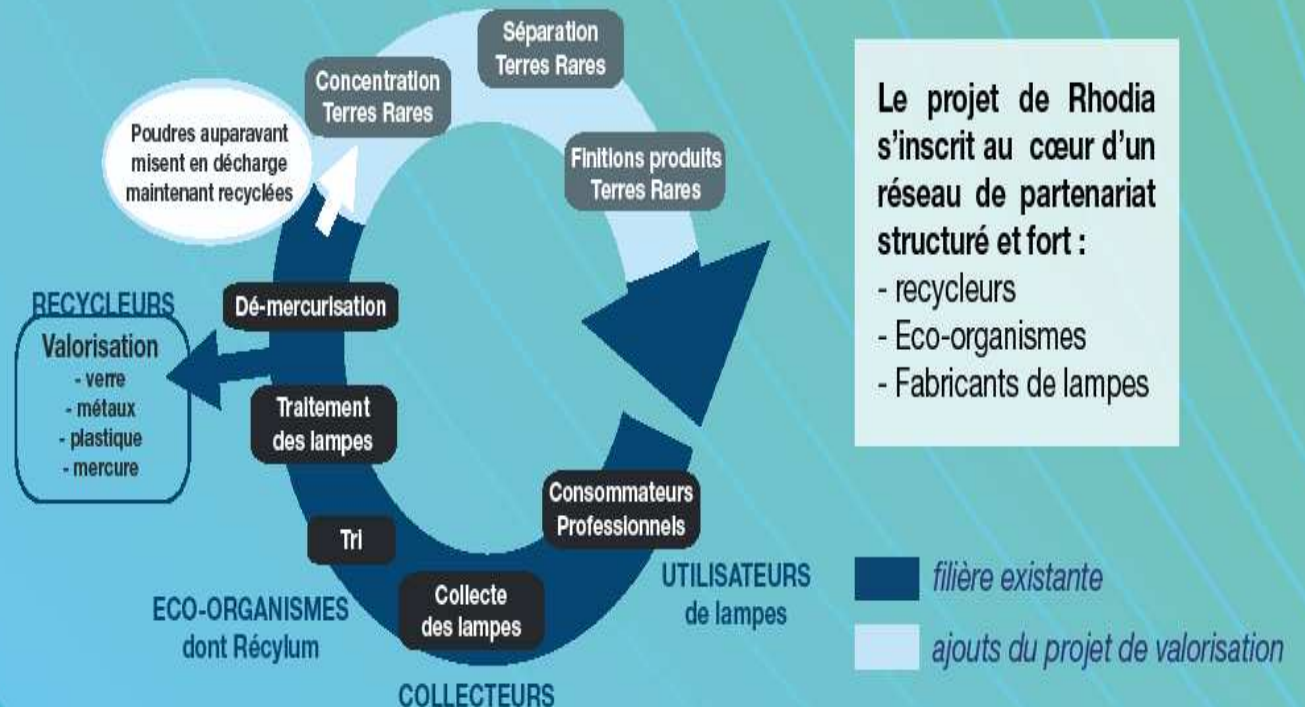 Séparation
Terres Rares
Concentration
Terres Rares
Poudres auparavant
misent en décharge
maintenant recyclées
Finitions produits
Terres Rares
Dé-mercurisation
RECYCLEURS
Valorisation
- verre
- métaux
- plastique
- mercure
Traitement
des lampes
Consommateurs
Professionnels
Tri
Collecte
des lampes
UTILISATEURS
de lampes
ECO-ORGANISMES
dont Récylum
COLLECTEURS
Le projet de Rhodia
s'inscrit au cœur d'un
réseau de partenariat
structuré et fort :
- recycleurs
- Eco-organismes
- Fabricants de lampes
filière existante
ajouts du projet de valorisation